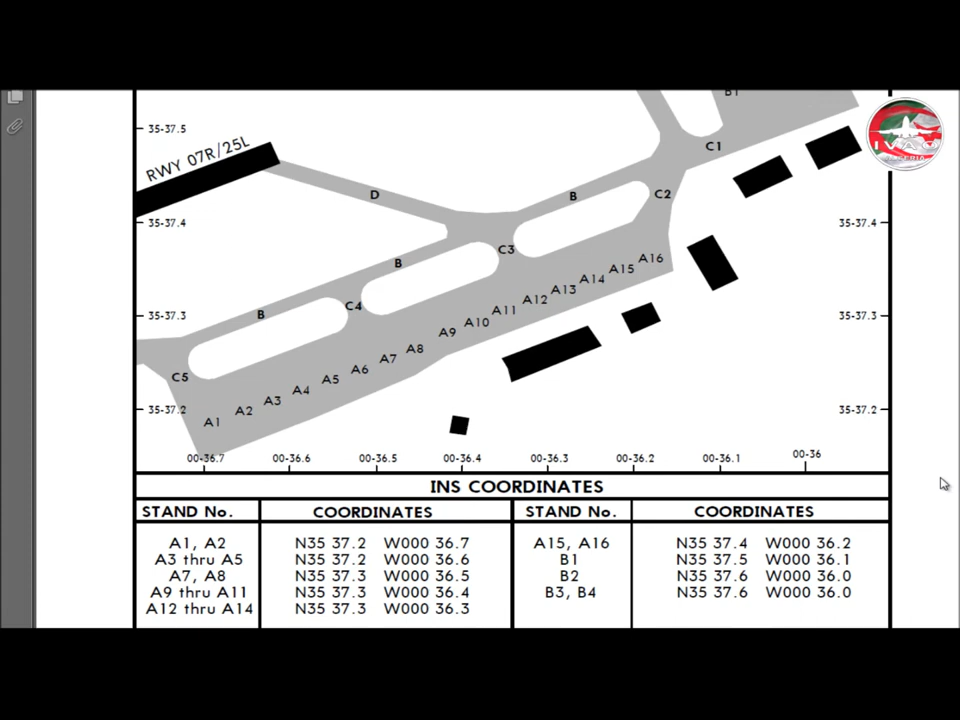 B1
35-37.5
IVAO
ALGERIA
RWY 07R/25L
C1
D
B
C2
35-37.4
35-37.4
C3
A16
B
A15
A14
A13
C4
A12
B
A11
35-37.3
35-37.3
A10
A9
A8
A7
A6
C5
A5
A4
A3
35-37.2
A2
35-37.2
A1
00-36.7
00-36.6
00-36.5
00-36.4
00-36.3
00-36.2
00-36.1
00-36
INS COORDINATES
STAND No. COORDINATES STAND No. COORDINATES
A1, A2 N35 37.2 W000 36.7 A15, A16 N35 37.4 W000 36.2
A3 thru A5 N35 37.2 W000 36.6 B1 N35 37.5 W000 36.1
A7, A8 N35 37.3 W000 36.5 B2 N35 37.6 W000 36.0
A9 thru A11 N35 37.3 W000 36.4 B3, B4 N35 37.6 W000 36.0
A12 thru A14 N35 37.3 W000 36.3